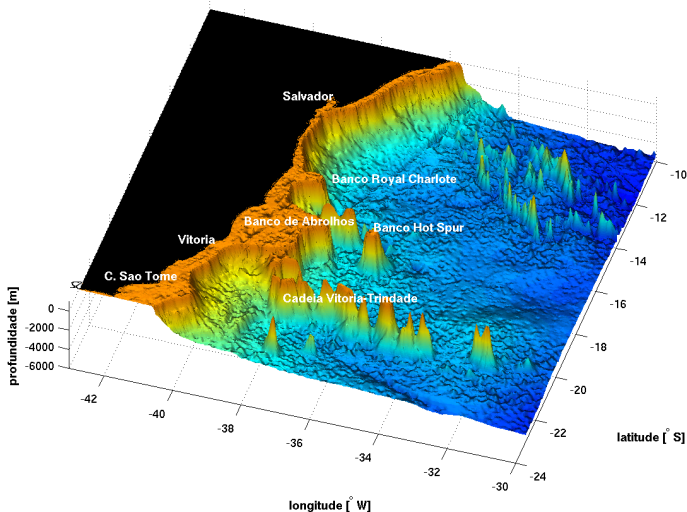 Salvador
Banco Royal Charlote
Banco de Abrolhos
Banco Hot Spur
Vitoria
C. Sao Tome
Cadeia Vitoria-Trindade
profundidade [m]
0
-2000
-4000
-6000
-42
-40
-38
-36
-34
-32
-30
longitude [° W]
-10
-12
-14
-16
-18
-20
-22
-24
latitude [° S]